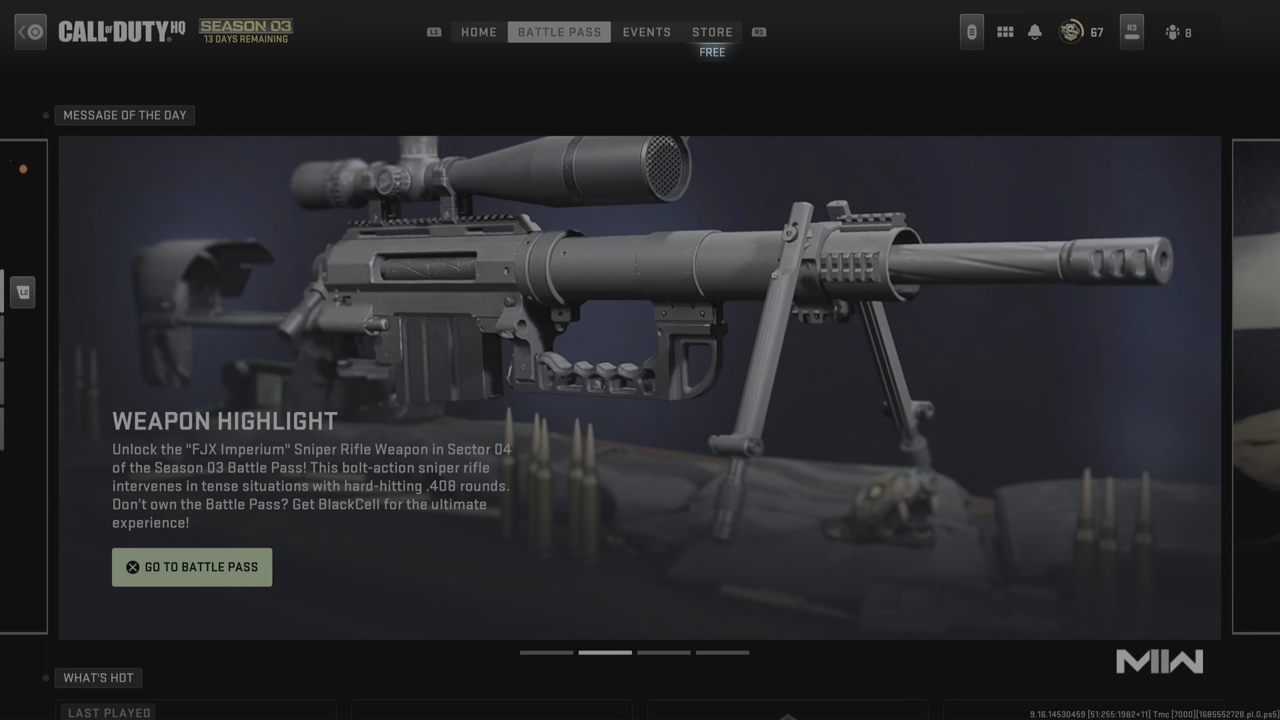 CALL OF DUTY HQ
SEASON 03
13 DAYS REMAINING
L1
HOME
BATTLE PASS
EVENTS
STORE
R1
FREE
67
R3
8
MESSAGE OF THE DAY
L2
WEAPON HIGHLIGHT
Unlock the "FJX Imperium" Sniper Rifle Weapon in Sector 04
of the Season 03 Battle Pass! This bolt-action sniper rifle
intervenes in tense situations with hard-hitting .408 rounds.
Don't own the Battle Pass? Get BlackCell for the ultimate
experience!
GO TO BATTLE PASS
MW
WHAT'S HOT
LAST PLAYED
9.16.14530459 [51:255:1982+11] Tmc [7000][1685552728.pl.G.ps5]